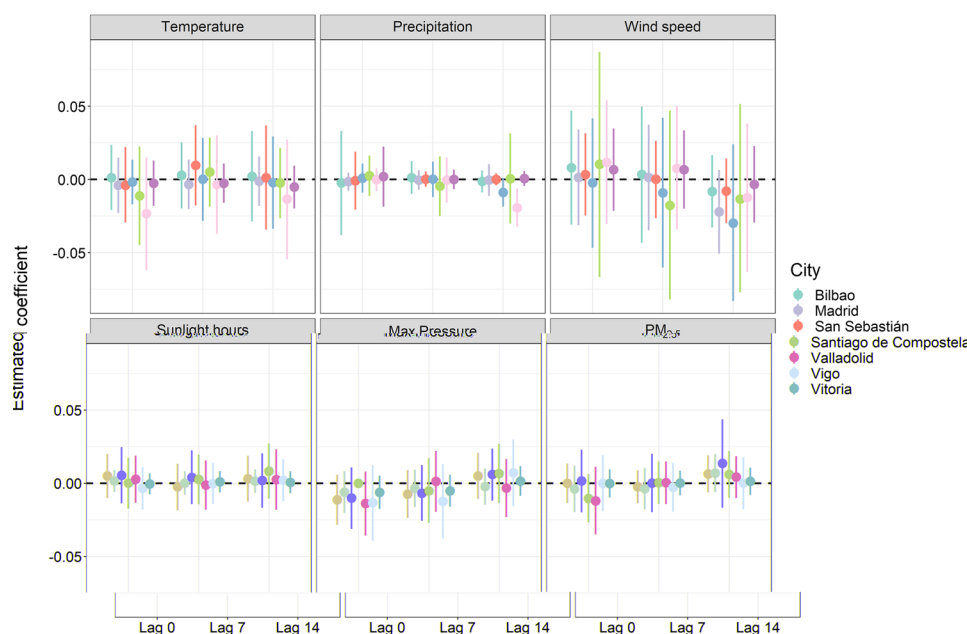 Temperature Precipitation Wind speed
0.05
0.00
-0.05
Estimated coefficient
Sunlight hours Max Pressure PM2.5
0.05
0.00
-0.05
Lag 0 Lag 7 Lag 14 Lag 0 Lag 7 Lag 14 Lag 0 Lag 7 Lag 14
City
Bilbao
Madrid
San Sebastián
Santiago de Compostela
Valladolid
Vigo
Vitoria